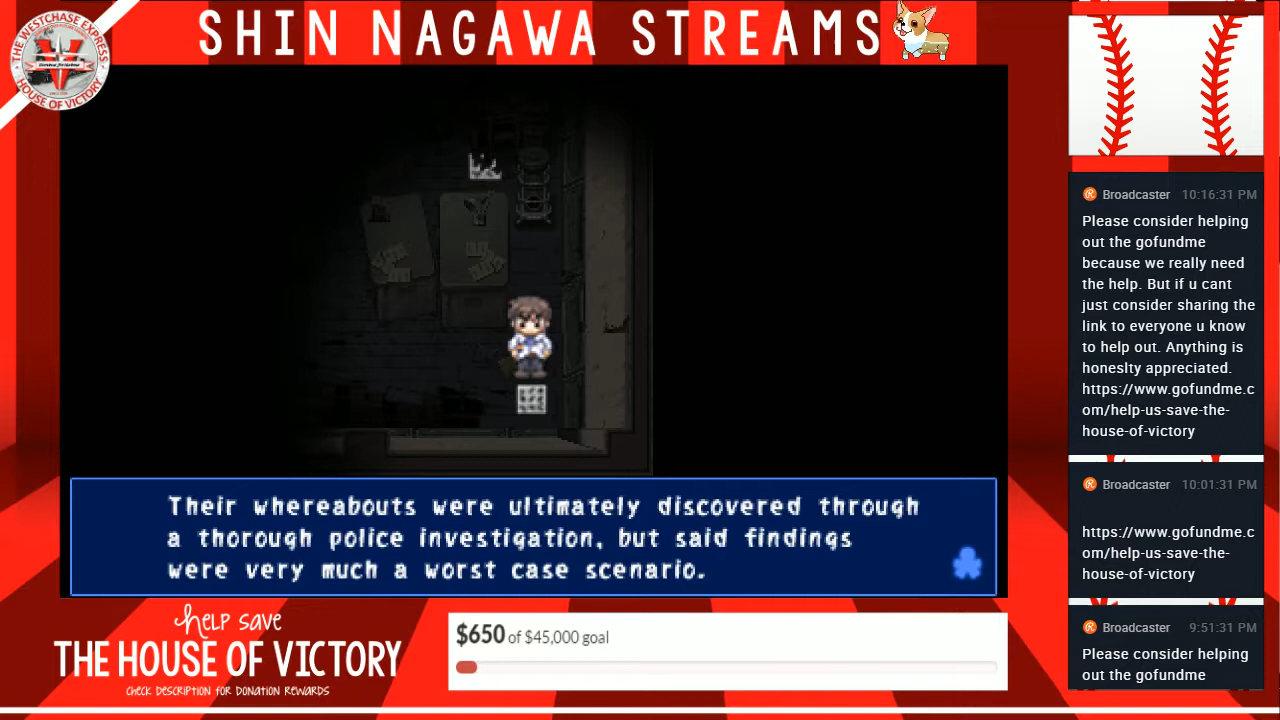 SHIN NAGAWA STREAMS
THE WESTCHASE EXPRESS
HOUSE OF VICTORY
Their whereabouts were ultimately discovered through
a thorough police investigation, but said findings
were very much a worst case scenario.
help save
THE HOUSE OF VICTORY
CHECK DESCRIPTION FOR DONATION REWARDS
$650 of $45,000 goal
Broadcaster 10:16:31 PM
Please consider helping
out the gofundme
because we really need
the help. But if u cant
just consider sharing the
link to everyone u know
to help out. Anything is
honeslty appreciated.
https://www.gofundme.c
om/help-us-save-the-
house-of-victory
Broadcaster 10:01:31 PM
https://www.gofundme.c
om/help-us-save-the-
house-of-victory
Broadcaster 9:51:31 PM
Please consider helping
out the gofundme